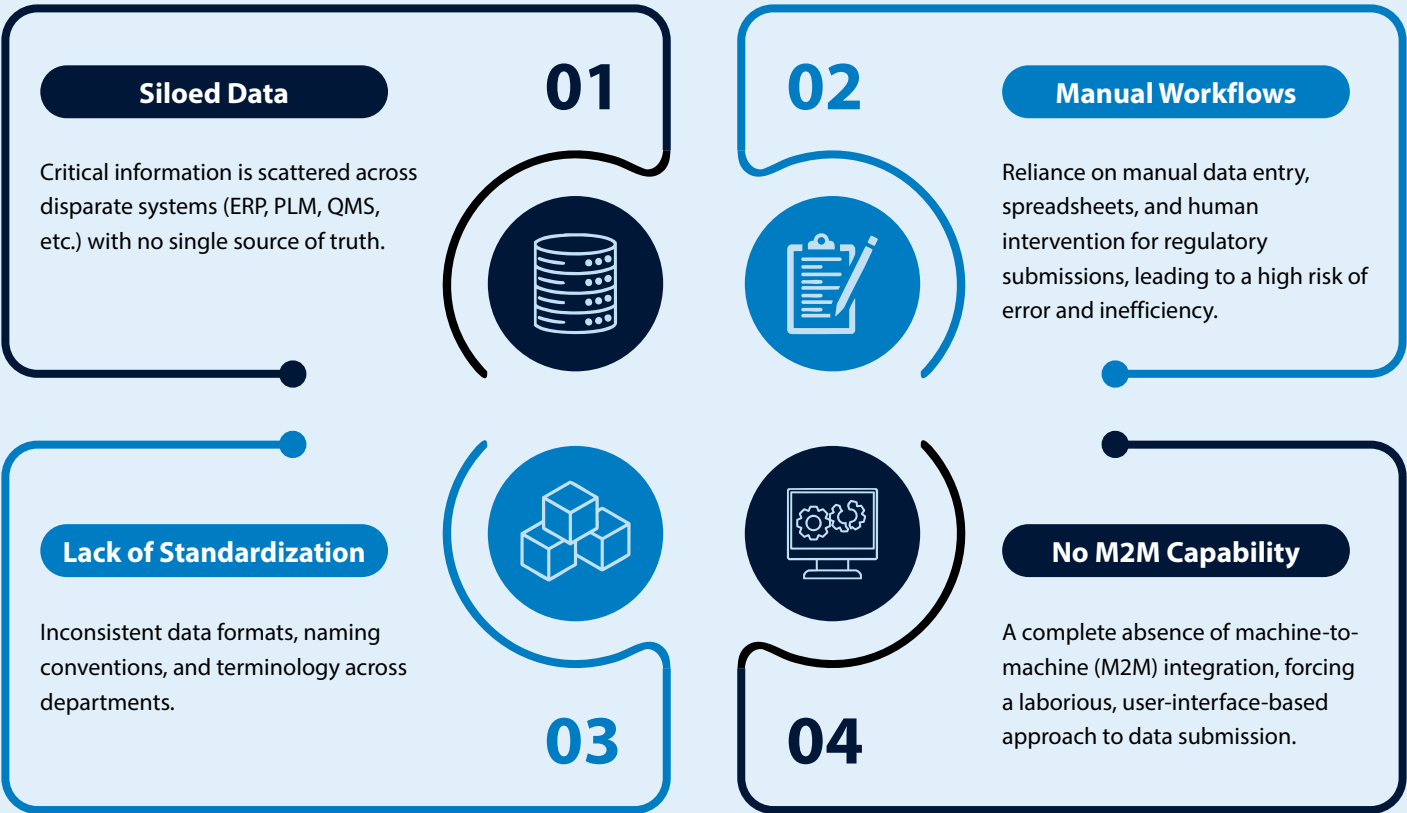 Siloed Data
01
Critical information is scattered across
disparate systems (ERP, PLM, QMS,
etc.) with no single source of truth.
02
Manual Workflows
Reliance on manual data entry,
spreadsheets, and human
intervention for regulatory
submissions, leading to a high risk of
error and inefficiency.
Lack of Standardization
Inconsistent data formats, naming
conventions, and terminology across
departments.
03
No M2M Capability
A complete absence of machine-to-
machine (M2M) integration, forcing
a laborious, user-interface-based
approach to data submission.
04